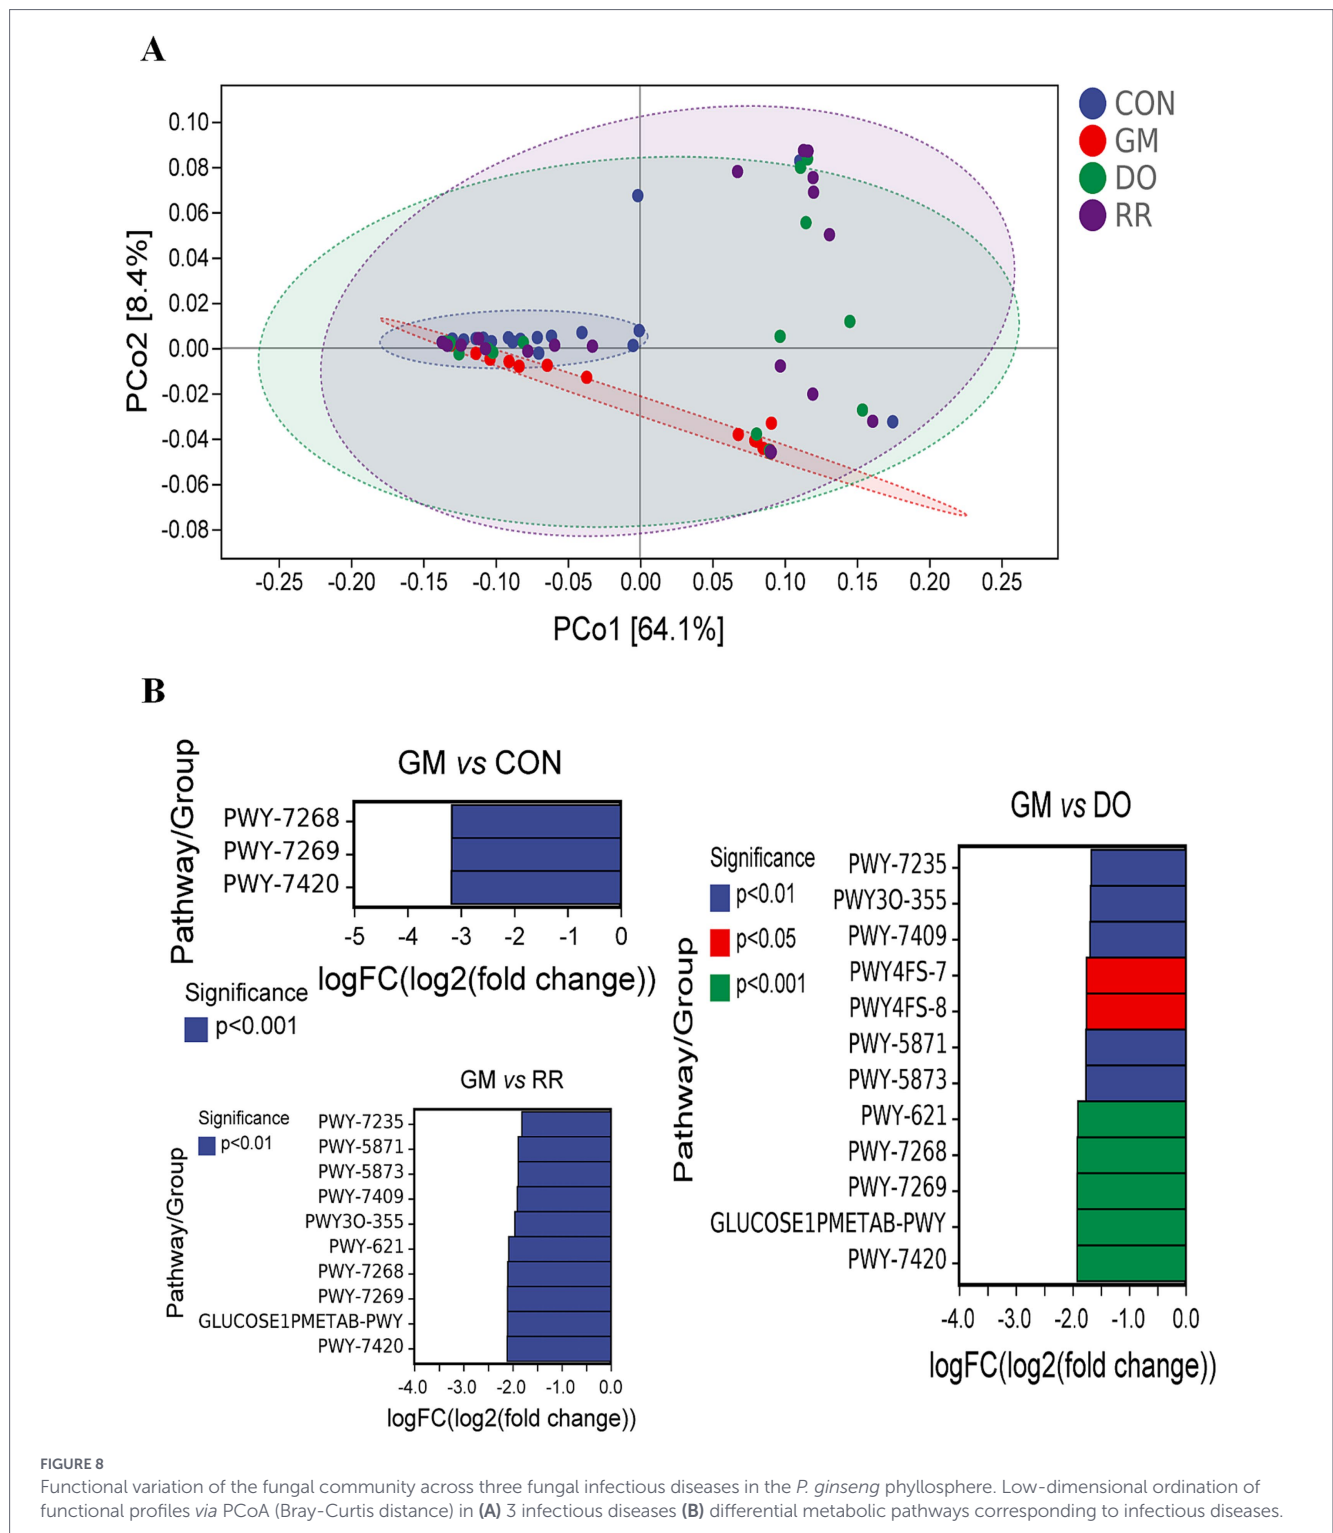 A
0.10
0.08
0.06
0.04
0.02
0.00
-0.02
-0.04
-0.06
-0.08
PCo2 [8.4%]
-0.25 -0.20 -0.15 -0.10 -0.05 0.00 0.05 0.10 0.15 0.20 0.25
PCo1 [64.1%]
CON
GM
DO
RR
B
GM vs CON
Pathway/Group
PWY-7268
PWY-7269
PWY-7420
-5 -4 -3 -2 -1 0
logFC(log2(fold change))
Significance
p<0.001
GM vs RR
Significance
p<0.01
Pathway/Group
PWY-7235
PWY-5871
PWY-5873
PWY-7409
PWY3O-355
PWY-621
PWY-7268
PWY-7269
GLUCOSE1PMETAB-PWY
PWY-7420
-4.0 -3.0 -2.0 -1.0 0.0
logFC(log2(fold change))
GM vs DO
Significance
p<0.01
p<0.05
p<0.001
Pathway/Group
PWY-7235
PWY3O-355
PWY-7409
PWY4FS-7
PWY4FS-8
PWY-5871
PWY-5873
PWY-621
PWY-7268
PWY-7269
GLUCOSE1PMETAB-PWY
PWY-7420
-4.0 -3.0 -2.0 -1.0 0.0
logFC(log2(fold change))
FIGURE 8
Functional variation of the fungal community across three fungal infectious diseases in the P. ginseng phyllosphere. Low-dimensional ordination of
functional profiles via PCoA (Bray-Curtis distance) in (A) 3 infectious diseases (B) differential metabolic pathways corresponding to infectious diseases.